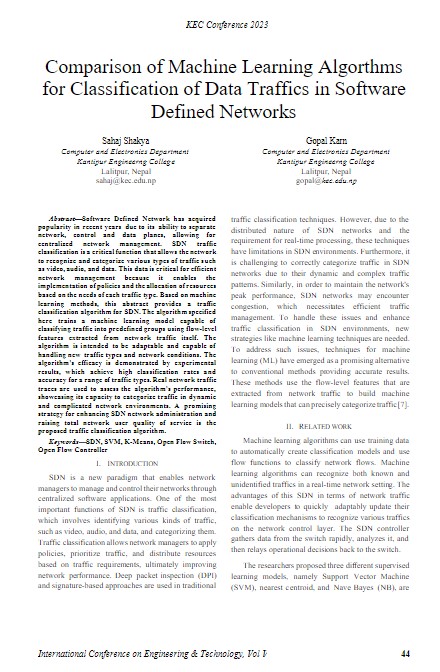 KEC Conference 2023
Comparison of Machine Learning Algorthms
for Classification of Data Traffics in Software
Defined Networks
Sahaj Shakya
Computer and Electronics Department
Kantipur Engineerng College
Lalitpur, Nepal
sahaj@kec.edu.np
Gopal Karn
Computer and Electronics Department
Kantipur Engineering College
Lalitpur, Nepal
gopal@kec.edu.np
Abstract—Software Defined Network has acquired
popularity in recent years due to its ability to separate
network, control and data planes, allowing for
centralized network management. SDN traffic
classification is a critical function that allows the network
to recognize and categorize various types of traffic such
as video, audio, and data. This data is critical for efficient
network management because it enables the
implementation of policies and the allocation of resources
based on the needs of each traffic type. Based on machine
learning methods, this abstract provides a traffic
classification algorithm for SDN. The algorithm specified
here trains a machine learning model capable of
classifying traffic into predefined groups using flow-level
features extracted from network traffic itself. The
algorithm is intended to be adaptable and capable of
handling new traffic types and network conditions. The
algorithm's efficacy is demonstrated by experimental
results, which achieve high classification rates and
accuracy for a range of traffic types. Real network traffic
traces are used to assess the algorithm's performance,
showcasing its capacity to categorize traffic in dynamic
and complicated network environments. A promising
strategy for enhancing SDN network administration and
raising total network user quality of service is the
proposed traffic classification algorithm.
Keywords—SDN, SVM, K-Means, Open Flow Switch,
Open Flow Controller
I. INTRODUCTION
SDN is a new paradigm that enables network
managers to manage and control their networks through
centralized software applications. One of the most
important functions of SDN is traffic classification,
which involves identifying various kinds of traffic,
such as video, audio, and data, and categorizing them.
Traffic classification allows network managers to apply
policies, prioritize traffic, and distribute resources
based on traffic requirements, ultimately improving
network performance. Deep packet inspection (DPI)
and signature-based approaches are used in traditional
traffic classification techniques. However, due to the
distributed nature of SDN networks and the
requirement for real-time processing, these techniques
have limitations in SDN environments. Furthermore, it
is challenging to correctly categorize traffic in SDN
networks due to their dynamic and complex traffic
patterns. Similarly, in order to maintain the network's
peak performance, SDN networks may encounter
congestion, which necessitates efficient traffic
management. To handle these issues and enhance
traffic classification in SDN environments, new
strategies like machine learning techniques are needed.
To address such issues, techniques for machine
learning (ML) have emerged as a promising alternative
to conventional methods providing accurate results.
These methods use the flow-level features that are
extracted from network traffic to build machine
learning models that can precisely categorize traffic[7].
II. RELATED WORK
Machine learning algorithms can use training data
to automatically create classification models and use
flow functions to classify network flows. Machine
learning algorithms can recognize both known and
unidentified traffics in a real-time network setting. The
advantages of this SDN in terms of network traffic
enable developers to quickly adaptably update their
classification mechanisms to recognize various traffics
on the network control layer. The SDN controller
gathers data from the switch rapidly, analyzes it, and
then relays operational decisions back to the switch.
The researchers proposed three different supervised
learning models, namely Support Vector Machine
(SVM), nearest centroid, and Nave Bayes (NB), are
International Conference on Engineering & Technology, Vol I
44